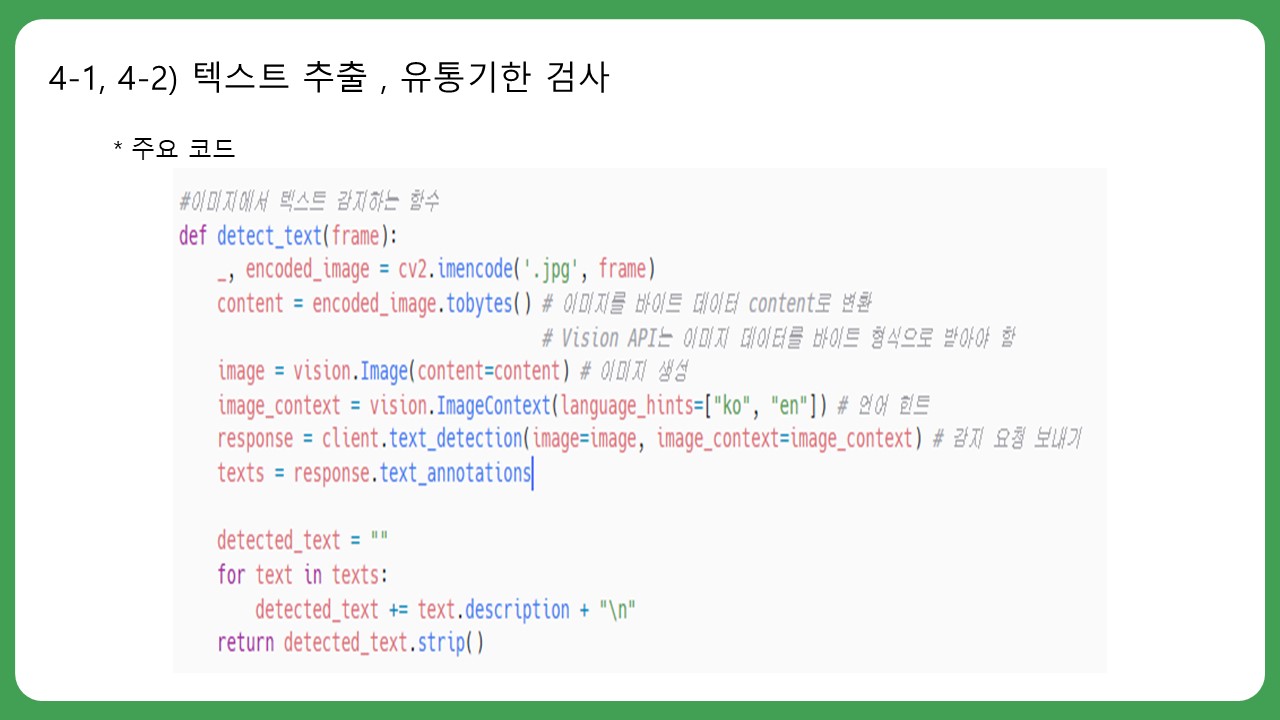 4-1, 4-2) 텍스트 추출 , 유통기한 검사
* 주요 코드
#이미지에서 텍스트 감지하는 함수
def detect_text(frame):
    _, encoded_image = cv2.imencode('.jpg', frame)
    content = encoded_image.tobytes() # 이미지를 바이트 데이터 content로 변환
                                      # Vision API는 이미지 데이터를 바이트 형식으로 받아야 함
    image = vision.Image(content=content) # 이미지 생성
    image_context = vision.ImageContext(language_hints=["ko", "en"]) # 언어 힌트
    response = client.text_detection(image=image, image_context=image_context) # 감지 요청 보내기
    texts = response.text_annotations
    detected_text = ""
    for text in texts:
        detected_text += text.description + "\n"
    return detected_text.strip()